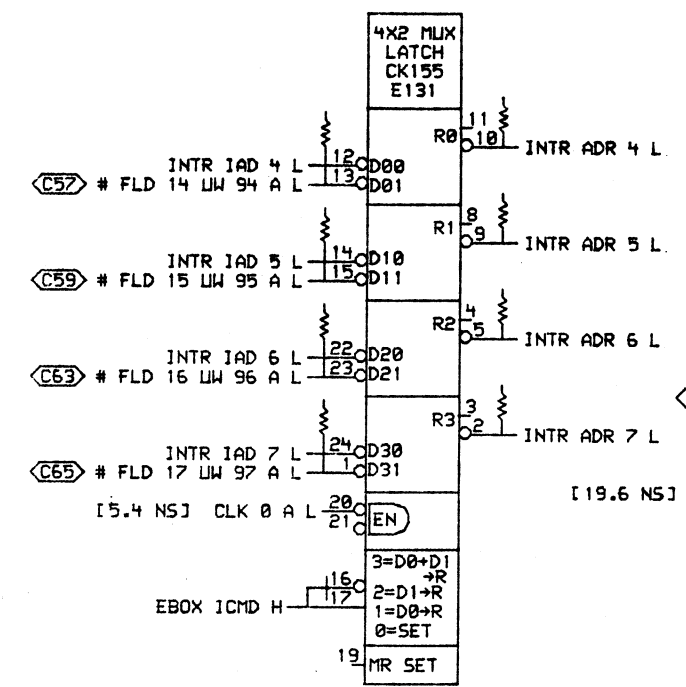 4X2 MUX
LATCH
CK155
E131
R0 11
10 INTR ADR 4 L
INTR IAD 4 L 12 D00
C57 # FLD 14 UW 94 A L 13 D01
R1 8
9 INTR ADR 5 L
INTR IAD 5 L 14 D10
C59 # FLD 15 UW 95 A L 15 D11
R2 4
5 INTR ADR 6 L
INTR IAD 6 L 22 D20
C63 # FLD 16 UW 96 A L 23 D21
R3 3
2 INTR ADR 7 L
INTR IAD 7 L 24 D30
C65 # FLD 17 UW 97 A L 1 D31
[19.6 NS]
[5.4 NS] CLK 0 A L 20
21 EN
3=D0+D1
→R
16 2=D1→R
EBOX ICMD H 17 1=D0→R
0=SET
19 MR SET